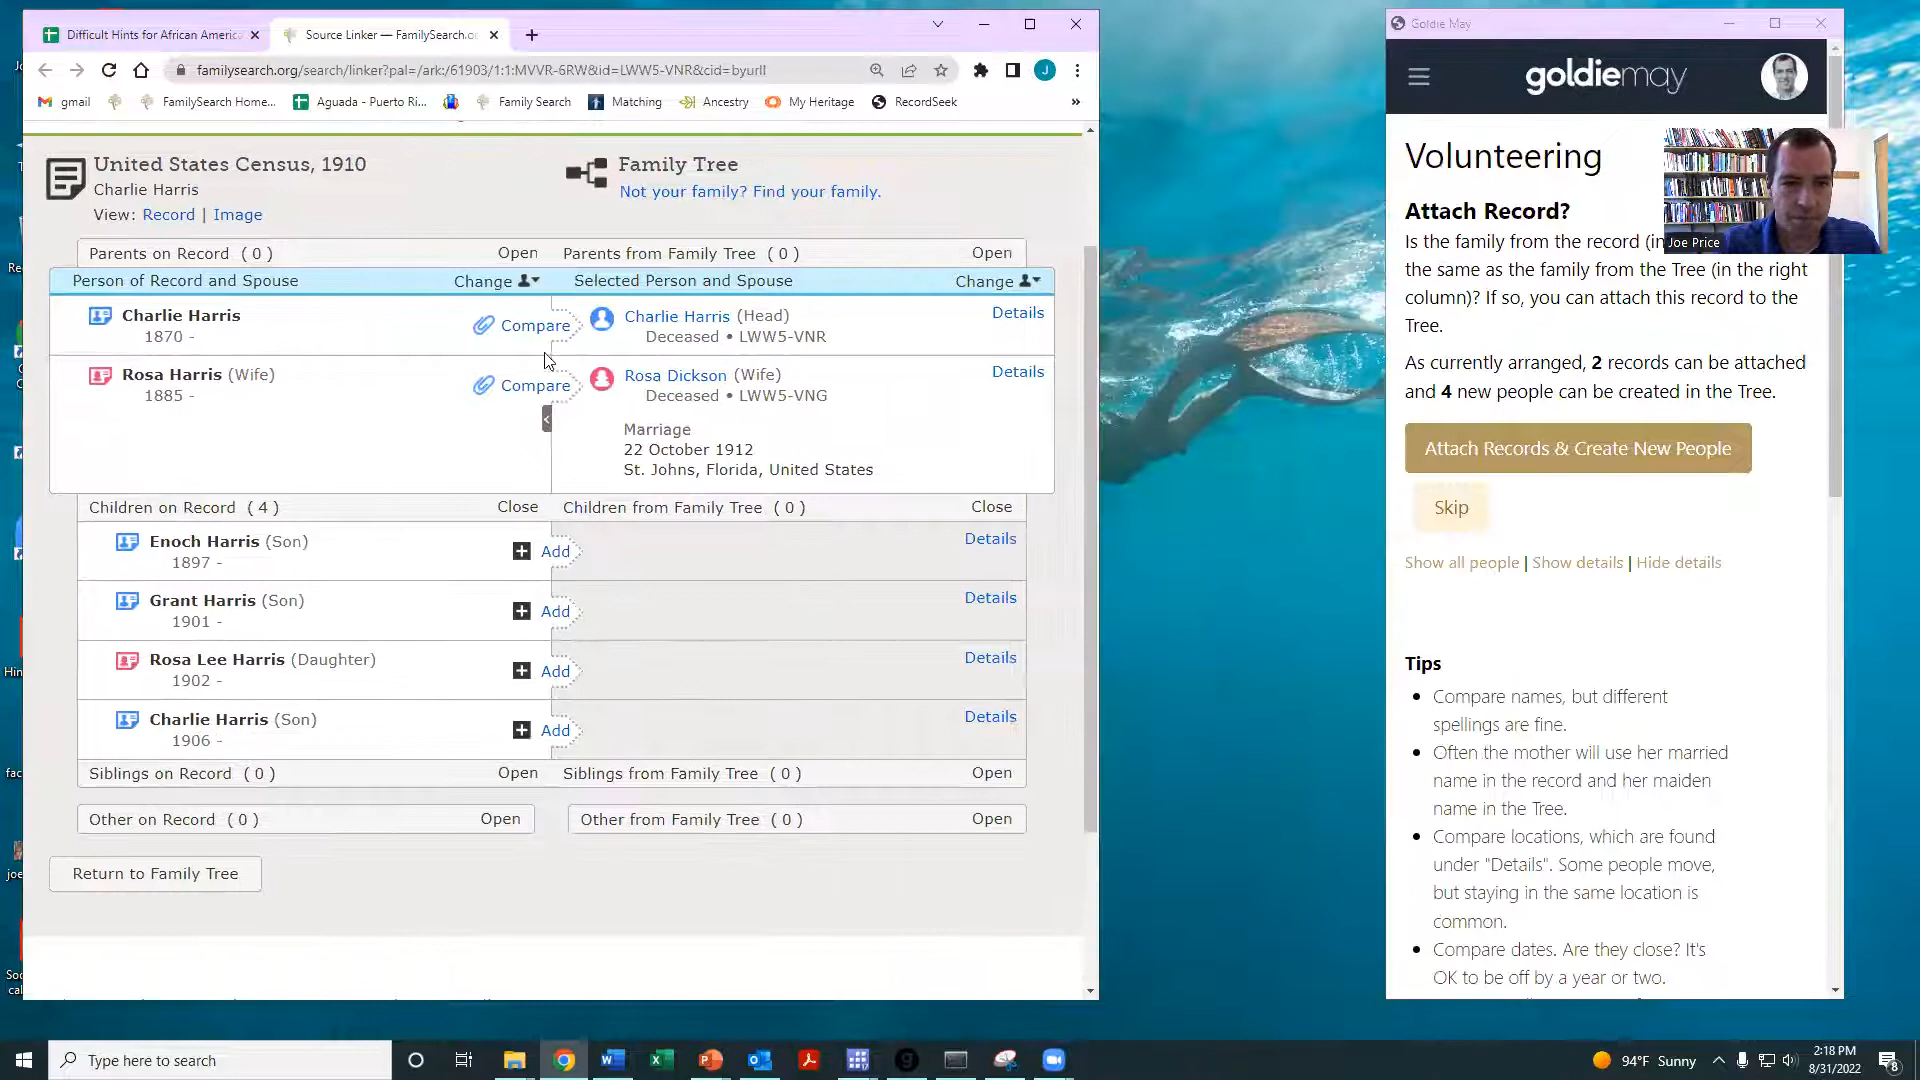 Difficult Hints for African America
Source Linker — FamilySearch.o
familysearch.org/search/linker?pal=/ark:/61903/1:1:MVVR-6RW&id=LWW5-VNR&cid=byurl
J
gmail
FamilySearch Home...
Aguada - Puerto Ri...
Family Search
Matching
Ancestry
My Heritage
RecordSeek
»
United States Census, 1910
Charlie Harris
View: Record | Image
Family Tree
Not your family? Find your family.
Parents on Record ( 0 )
Open
Parents from Family Tree ( 0 )
Open
Person of Record and Spouse
Change
Selected Person and Spouse
Change
Charlie Harris
1870 -
Compare
Charlie Harris (Head)
Deceased • LWW5-VNR
Details
Rosa Harris (Wife)
1885 -
Compare
Rosa Dickson (Wife)
Deceased • LWW5-VNG
Details
Marriage
22 October 1912
St. Johns, Florida, United States
Children on Record ( 4 )
Close
Children from Family Tree ( 0 )
Close
Enoch Harris (Son)
1897 -
Add
Details
Grant Harris (Son)
1901 -
Add
Details
Rosa Lee Harris (Daughter)
1902 -
Add
Details
Charlie Harris (Son)
1906 -
Add
Details
Siblings on Record ( 0 )
Open
Siblings from Family Tree ( 0 )
Open
Other on Record ( 0 )
Open
Other from Family Tree ( 0 )
Open
Return to Family Tree
Goldie May
goldiemay
Volunteering
Joe Price
Attach Record?
Is the family from the record (in
the same as the family from the Tree (in the right
column)? If so, you can attach this record to the
Tree.
As currently arranged, 2 records can be attached
and 4 new people can be created in the Tree.
Attach Records & Create New People
Skip
Show all people | Show details | Hide details
Tips
• Compare names, but different
spellings are fine.
• Often the mother will use her married
name in the record and her maiden
name in the Tree.
• Compare locations, which are found
under "Details". Some people move,
but staying in the same location is
common.
• Compare dates. Are they close? It's
OK to be off by a year or two.
Type here to search
94°F Sunny
2:18 PM
8/31/2022
8